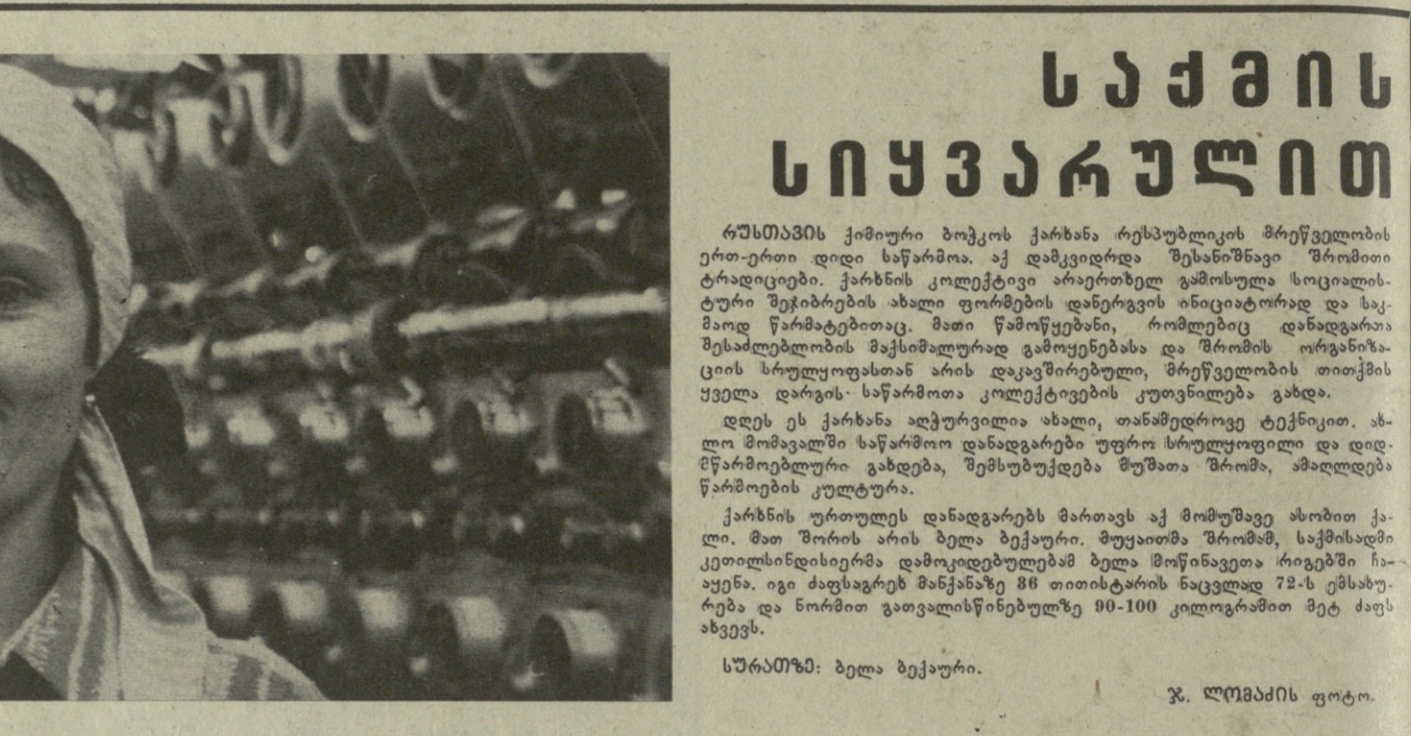 საქმის
სიყვარულით
რუსთავის ქიმიური ბოჭკოს ქარხანა რესპუბლიკის მრეწველობის
ერთ-ერთი დიდი საწარმოა. აქ დამკვიდრდა შესანიშნავი შრომითი
ტრადიციები. ქარხნის კოლექტივი არაერთხელ გამოსულა სოციალის-
ტური შეჯიბრების ახალი ფორმების დანერგვის ინიციატორად და საკ-
მაოდ წარმატებითაც. მათი წამოწყებანი, რომლებიც დანადგართა
შესაძლებლობის მაქსიმალურად გამოყენებასა და შრომის ორგანიზა-
ციის სრულყოფასთან არის დაკავშირებული, მრეწველობის თითქმის
ყველა დარგის საწარმოთა კოლექტივების კუთვნილება გახდა.
დღეს ეს ქარხანა აღჭურვილია ახალი, თანამედროვე ტექნიკით. ახ-
ლო მომავალში საწარმოო დანადგარები უფრო სრულყოფილი და დიდ-
მწარმოებლური გახდება, შემსუბუქდება მუშათა შრომა, ამაღლდება
წარმოების კულტურა.
ქარხნის ურთულეს დანადგარებს მართავს აქ მომუშავე ასობით ქა-
ლი. მათ შორის არის ბელა ბექაური. მუყაითმა შრომამ, საქმისადმი
კეთილსინდისიერმა დამოკიდებულებამ ბელა მოწინავეთა რიგებში ჩა-
აყენა. იგი ძაფსაგრეხ მანქანაზე 36 თითისტარის ნაცვლად 72-ს ემსახუ-
რება და ნორმით გათვალისწინებულზე 90-100 კილოგრამით მეტ ძაფს
ახვევს.
სურათზე: ბელა ბექაური.
ჯ. ლომაძის ფოტო.